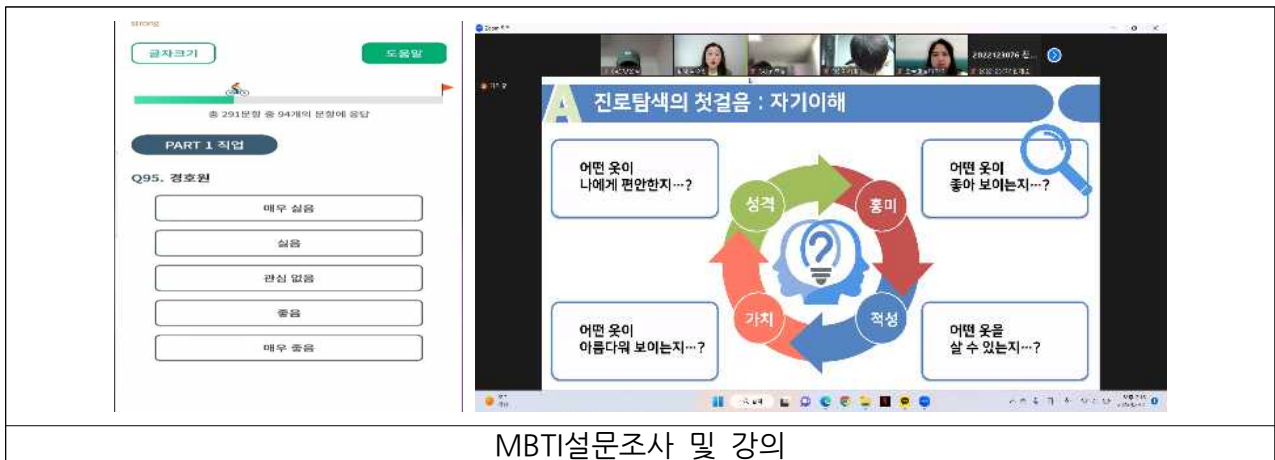 strong
글자크기
도움말
총 291문항 중 94개의 문항에 응답
PART 1 직업
Q95. 경호원
매우 싫음
싫음
관심 없음
좋음
매우 좋음
A 진로탐색의 첫걸음 : 자기이해
어떤 옷이
나에게 편안한지…?
어떤 옷이
좋아 보이는지…?
성격
흥미
가치
적성
어떤 옷이
아름다워 보이는지…?
어떤 옷을
살 수 있는지…?
MBTI설문조사 및 강의